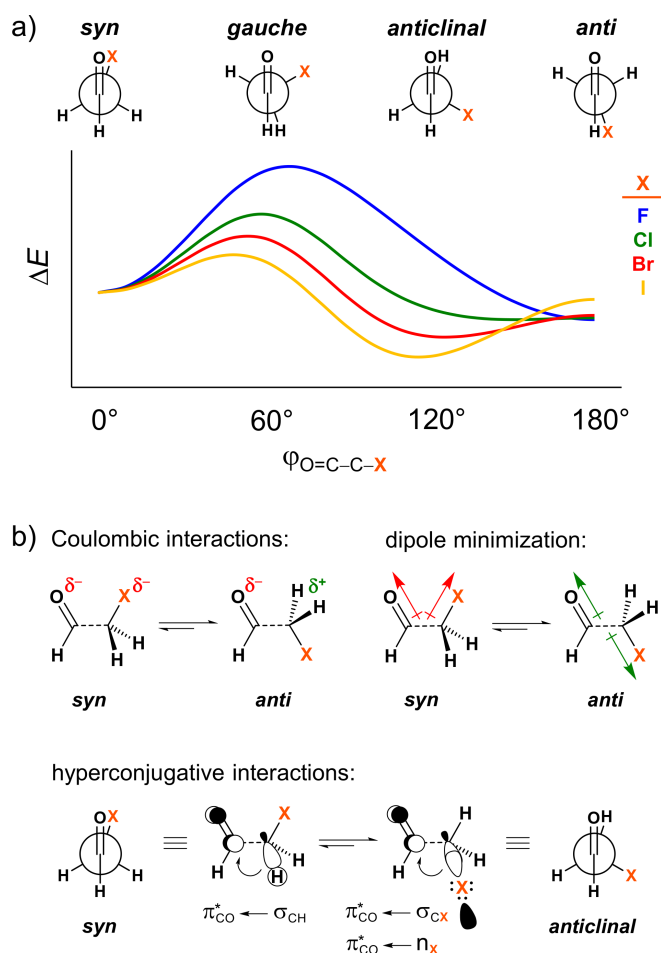 a)
syn gauche anticlinal anti
O X H H H
H X O H H
O H H X H
O H H H X
ΔE
X
F
Cl
Br
I
0° 60° 120° 180°
φO=C–C–X
b)
Coulombic interactions: dipole minimization:
O δ− X δ− H H H
O δ− H δ+ H H X
O X H H H
O H H H X
syn anti syn anti
hyperconjugative interactions:
O X H H H
X H H H
H H H X
O H H X H
syn π*CO ← σCH π*CO ← σCX anticlinal
π*CO ← nX